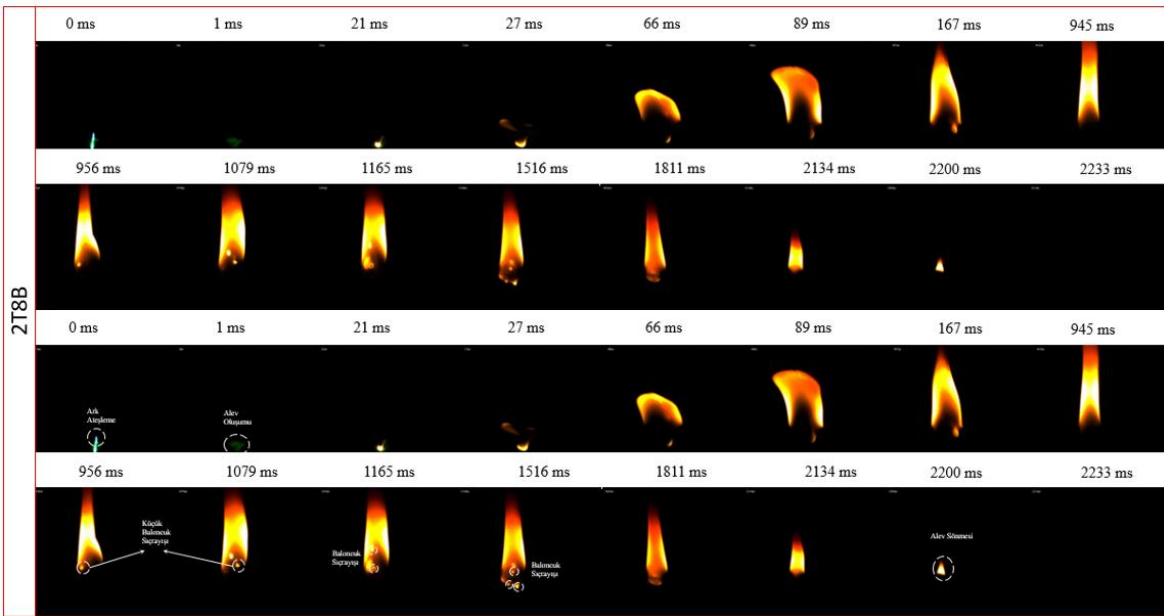 2T8B
0 ms 1 ms 21 ms 27 ms 66 ms 89 ms 167 ms 945 ms
956 ms 1079 ms 1165 ms 1516 ms 1811 ms 2134 ms 2200 ms 2233 ms
0 ms 1 ms 21 ms 27 ms 66 ms 89 ms 167 ms 945 ms
Ark
Ateşleme
Alev
Oluşumu
956 ms 1079 ms 1165 ms 1516 ms 1811 ms 2134 ms 2200 ms 2233 ms
Küçük
Baloncuk
Sıçrayışı
Baloncuk
Sıçrayışı
Baloncuk
Sıçrayışı
Alev Sönmesi